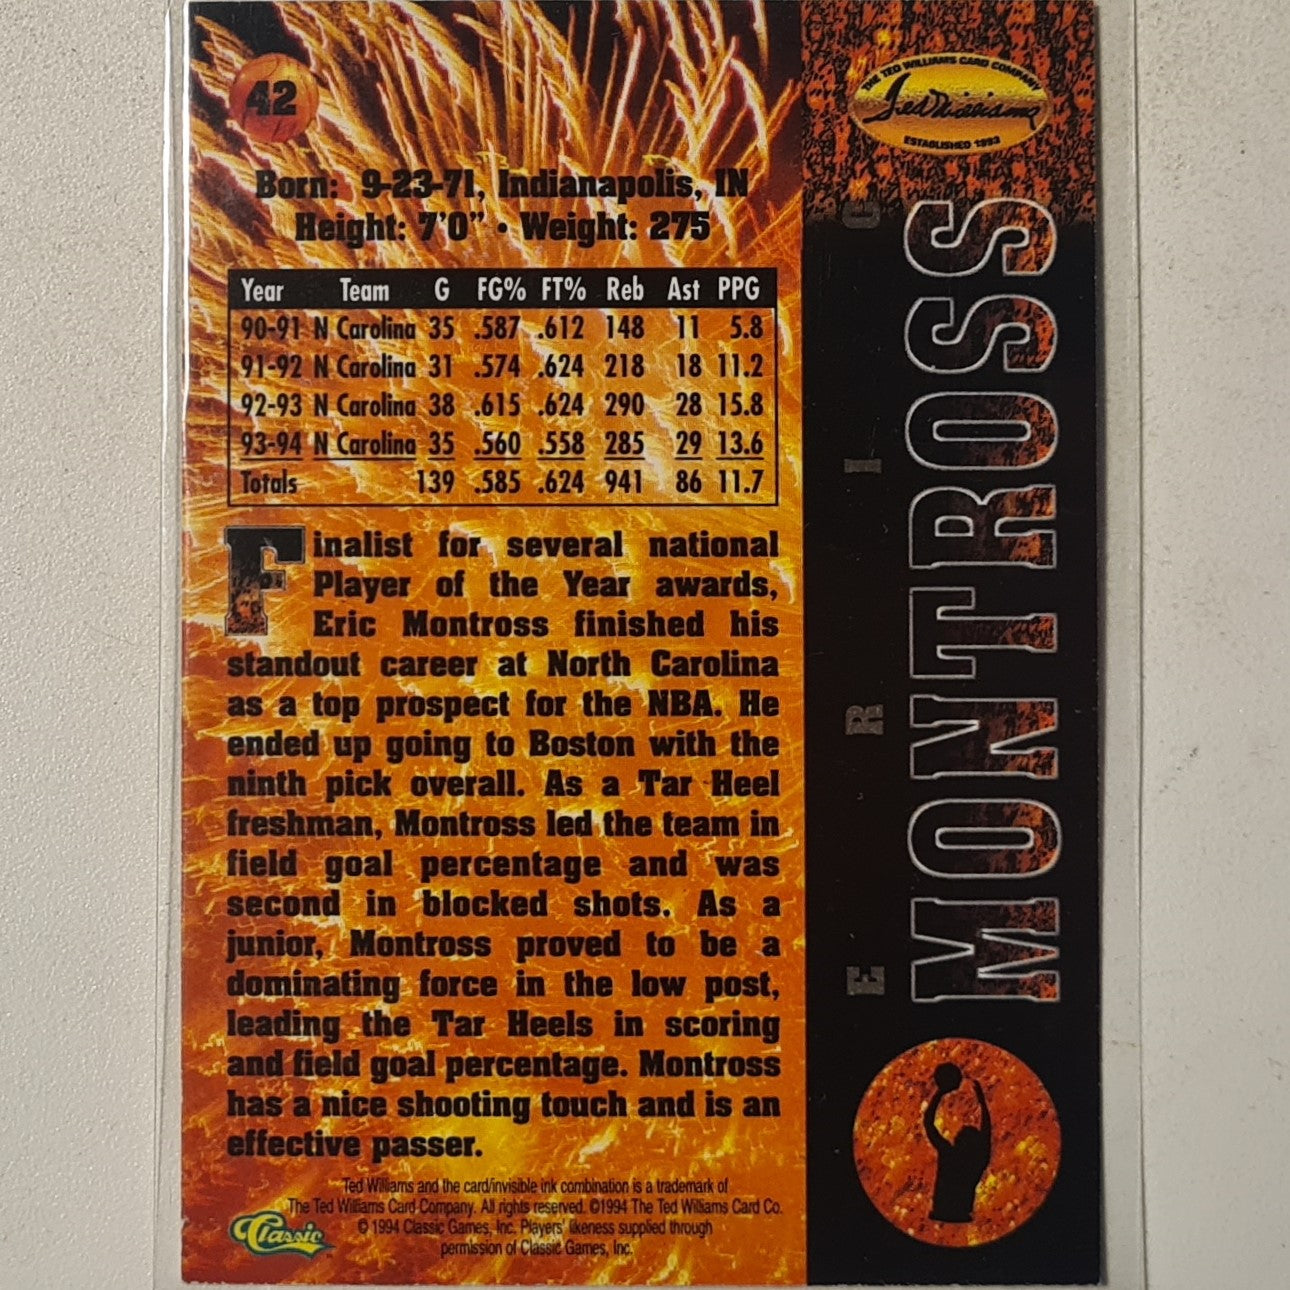 42
THE TED WILLIAMS CARD COMPANY
Ted Williams
ESTABLISHED 1993
Born: 9-23-71, Indianapolis, IN
Height: 7'0" • Weight: 275
Year Team G FG% FT% Reb Ast PPG
90-91 N Carolina 35 .587 .612 148 11 5.8
91-92 N Carolina 31 .574 .624 218 18 11.2
92-93 N Carolina 38 .615 .624 290 28 15.8
93-94 N Carolina 35 .560 .558 285 29 13.6
Totals 139 .585 .624 941 86 11.7
Finalist for several national
Player of the Year awards,
Eric Montross finished his
standout career at North Carolina
as a top prospect for the NBA. He
ended up going to Boston with the
ninth pick overall. As a Tar Heel
freshman, Montross led the team in
field goal percentage and was
second in blocked shots. As a
junior, Montross proved to be a
dominating force in the low post,
leading the Tar Heels in scoring
and field goal percentage. Montross
has a nice shooting touch and is an
effective passer.
Ted Williams and the card/invisible ink combination is a trademark of
The Ted Williams Card Company. All rights reserved. ©1994 The Ted Williams Card Co.
© 1994 Classic Games, Inc. Players' likeness supplied through
permission of Classic Games, Inc.
Classic
ERIC
MONTROSS